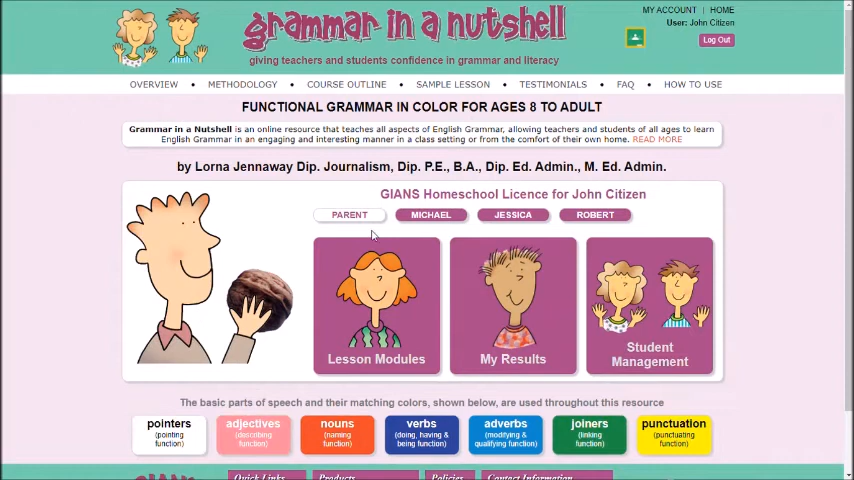 grammar in a nutshell
giving teachers and students confidence in grammar and literacy
MY ACCOUNT | HOME
User: John Citizen
Log Out
OVERVIEW • METHODOLOGY • COURSE OUTLINE • SAMPLE LESSON • TESTIMONIALS • FAQ • HOW TO USE
FUNCTIONAL GRAMMAR IN COLOR FOR AGES 8 TO ADULT
Grammar in a Nutshell is an online resource that teaches all aspects of English Grammar, allowing teachers and students of all ages to learn
English Grammar in an engaging and interesting manner in a class setting or from the comfort of their own home. READ MORE
by Lorna Jennaway Dip. Journalism, Dip. P.E., B.A., Dip. Ed. Admin., M. Ed. Admin.
GIANS Homeschool Licence for John Citizen
PARENT MICHAEL JESSICA ROBERT
Lesson Modules
My Results
Student
Management
The basic parts of speech and their matching colors, shown below, are used throughout this resource
pointers
(pointing
function)
adjectives
(describing
function)
nouns
(naming
function)
verbs
(doing, having &
being function)
adverbs
(modifying &
qualifying function)
joiners
(linking
function)
punctuation
(punctuating
function)
GIANS
Quick Links
Products
Policies
Contact Information